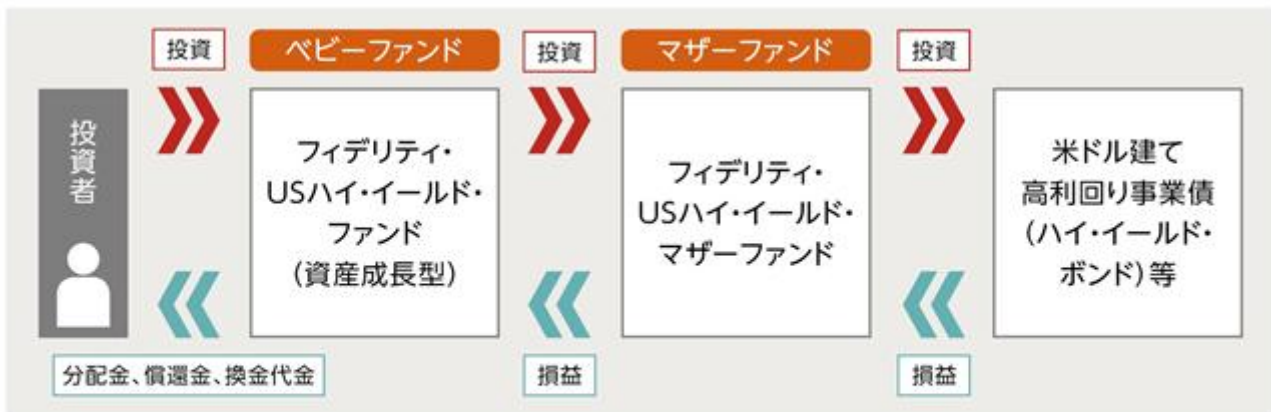 投資
ベビーファンド
投資
マザーファンド
投資
投資者
フィデリティ・
USハイ・イールド・
ファンド
(資産成長型)
フィデリティ・
USハイ・イールド・
マザーファンド
米ドル建て
高利回り事業債
(ハイ・イールド・
ボンド)等
分配金、償還金、換金代金
損益
損益